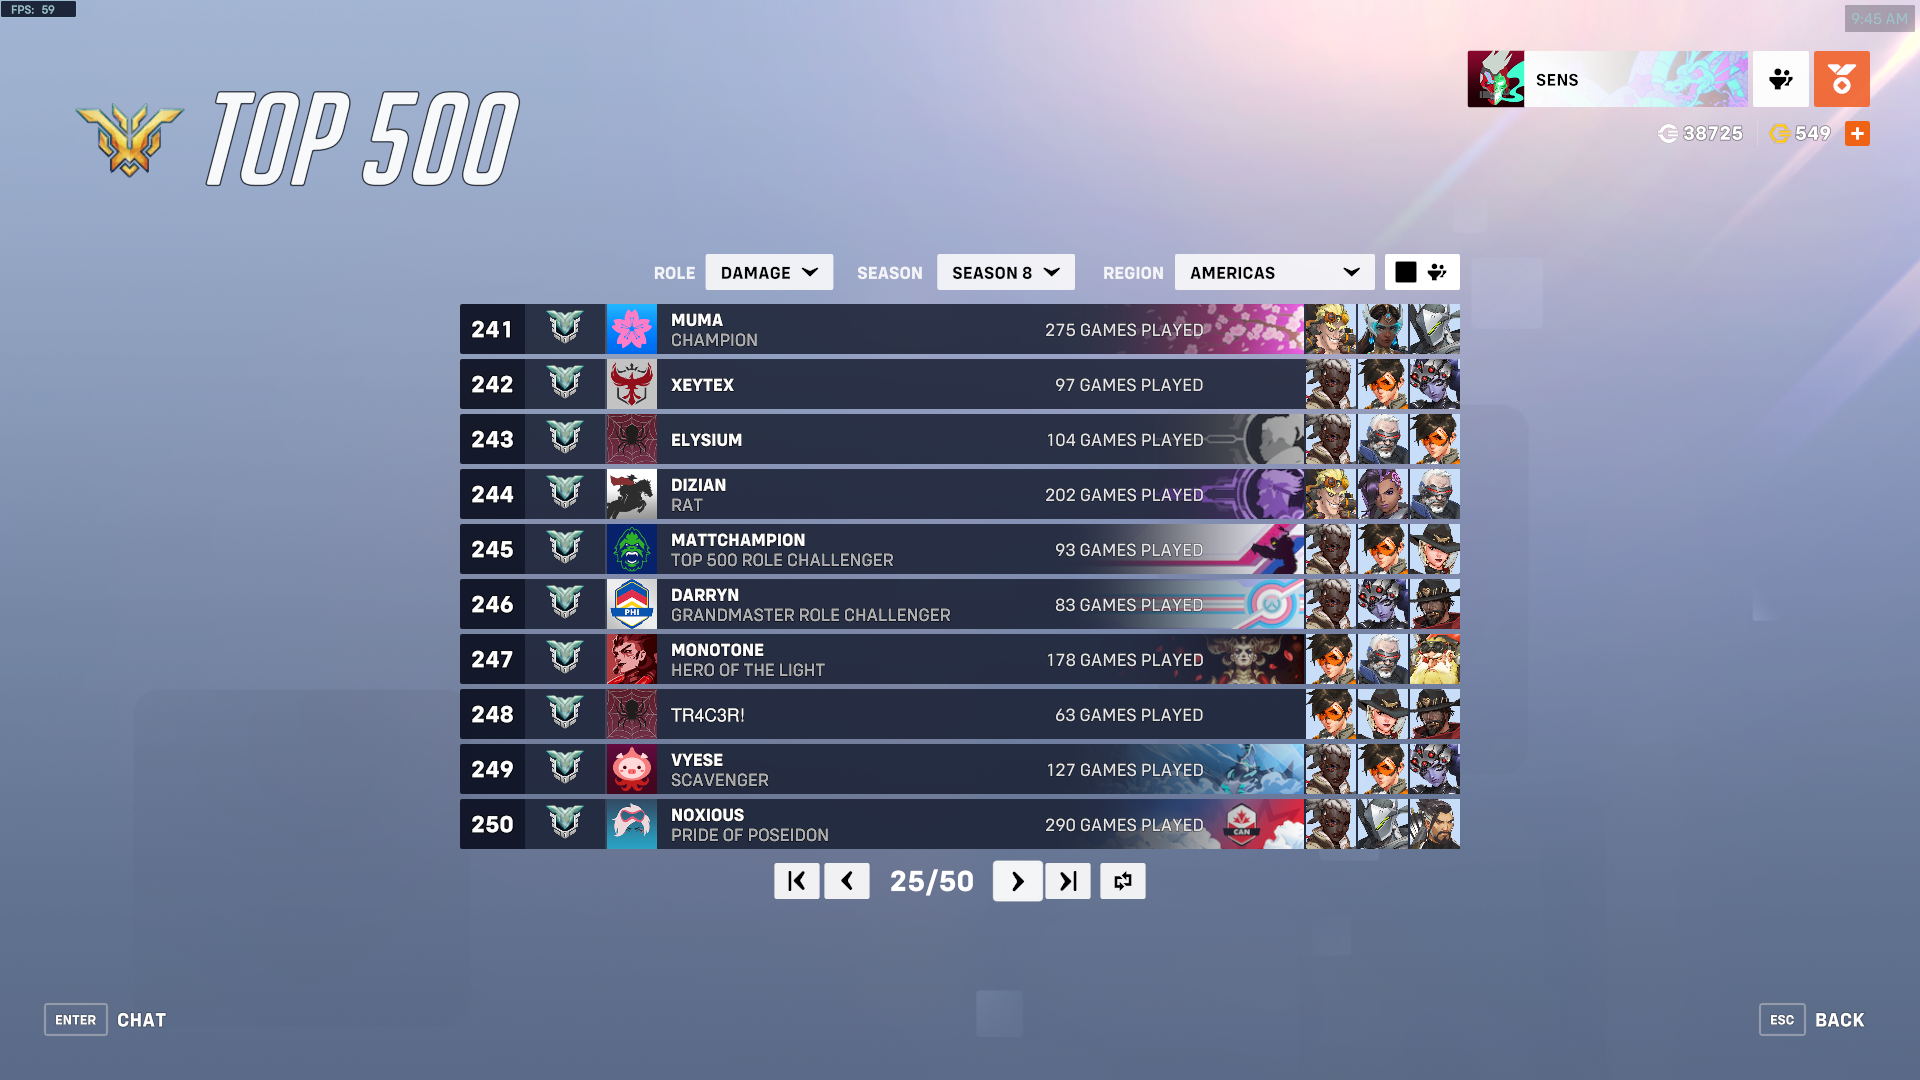 FPS: 59
9:45 AM
TOP 500
SENS
38725
549
ROLE DAMAGE SEASON SEASON 8 REGION AMERICAS
241 MUMA 275 GAMES PLAYED
CHAMPION
242 XEYTEX 97 GAMES PLAYED
243 ELYSIUM 104 GAMES PLAYED
244 DIZIAN 202 GAMES PLAYED
RAT
245 MATTCHAMPION 93 GAMES PLAYED
TOP 500 ROLE CHALLENGER
246 PHI DARRYN 83 GAMES PLAYED
GRANDMASTER ROLE CHALLENGER
247 MONOTONE 178 GAMES PLAYED
HERO OF THE LIGHT
248 TR4C3R! 63 GAMES PLAYED
249 VYESE 127 GAMES PLAYED
SCAVENGER
250 NOXIOUS 290 GAMES PLAYED CAN
PRIDE OF POSEIDON
25/50
ENTER CHAT
ESC BACK